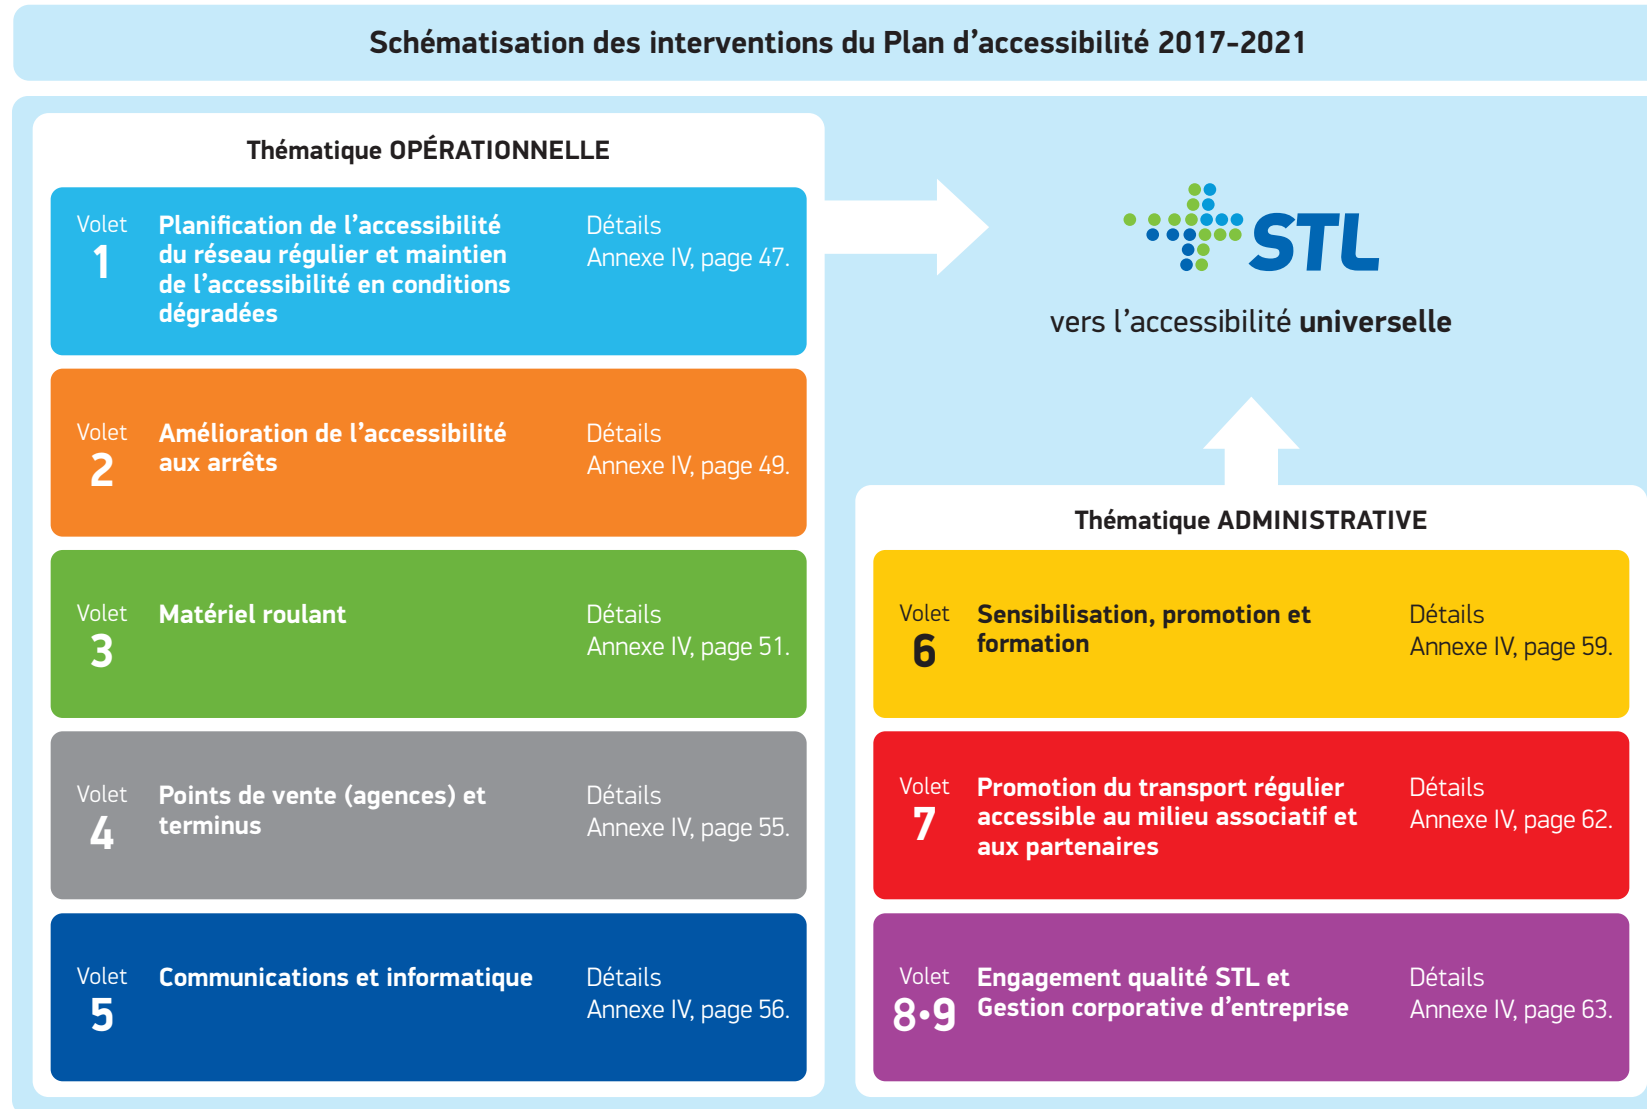 Schématisation des interventions du Plan d'accessibilité 2017-2021
Thématique OPÉRATIONNELLE
Volet
1
Planification de l'accessibilité
du réseau régulier et maintien
de l'accessibilité en conditions
dégradées
Détails
Annexe IV, page 47.
Volet
2
Amélioration de l'accessibilité
aux arrêts
Détails
Annexe IV, page 49.
Volet
3
Matériel roulant
Détails
Annexe IV, page 51.
Volet
4
Points de vente (agences) et
terminus
Détails
Annexe IV, page 55.
Volet
5
Communications et informatique
Détails
Annexe IV, page 56.
STL
vers l'accessibilité universelle
Thématique ADMINISTRATIVE
Volet
6
Sensibilisation, promotion et
formation
Détails
Annexe IV, page 59.
Volet
7
Promotion du transport régulier
accessible au milieu associatif et
aux partenaires
Détails
Annexe IV, page 62.
Volet
8•9
Engagement qualité STL et
Gestion corporative d'entreprise
Détails
Annexe IV, page 63.